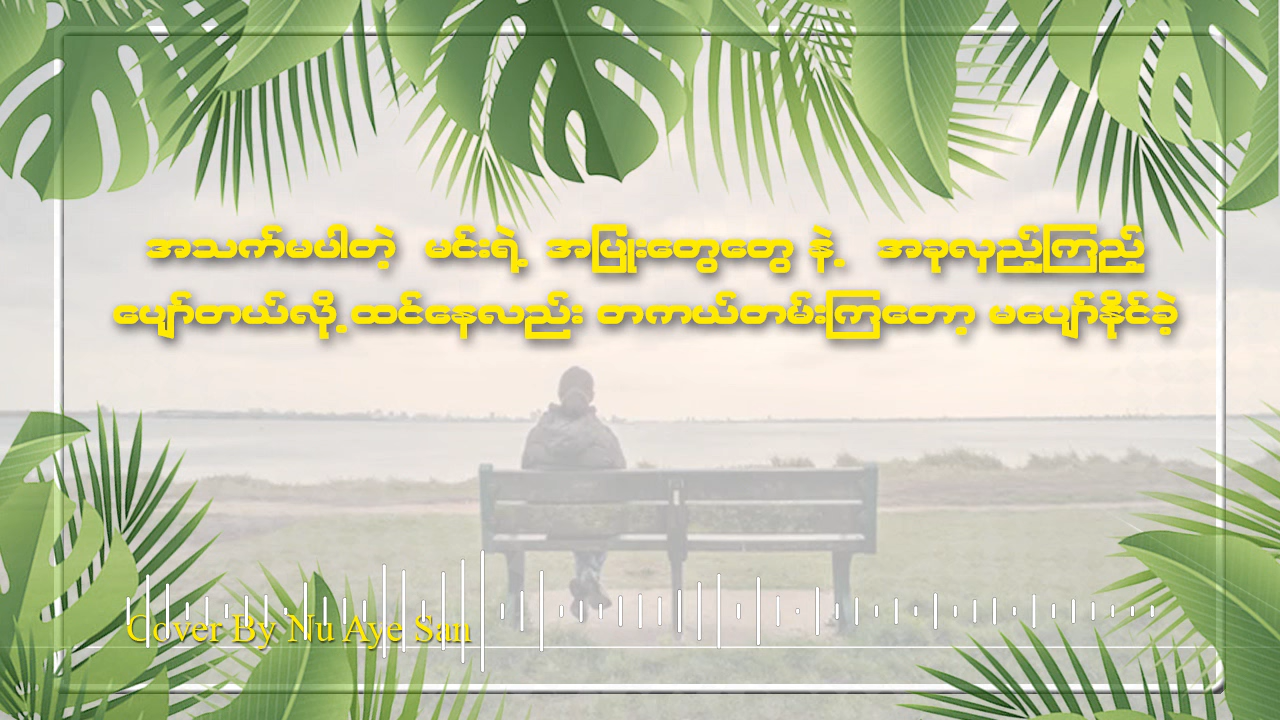 အသက်မပါတဲ့ မင်းရဲ့ အပြုံးတွေတွေ နဲ့ အခုလှည့်ကြည့်
ပျော်တယ်လို့ ထင်နေလည်း တကယ်တမ်းကြတော့ မပျော်နိုင်ခဲ့
Cover By Nu Aye San